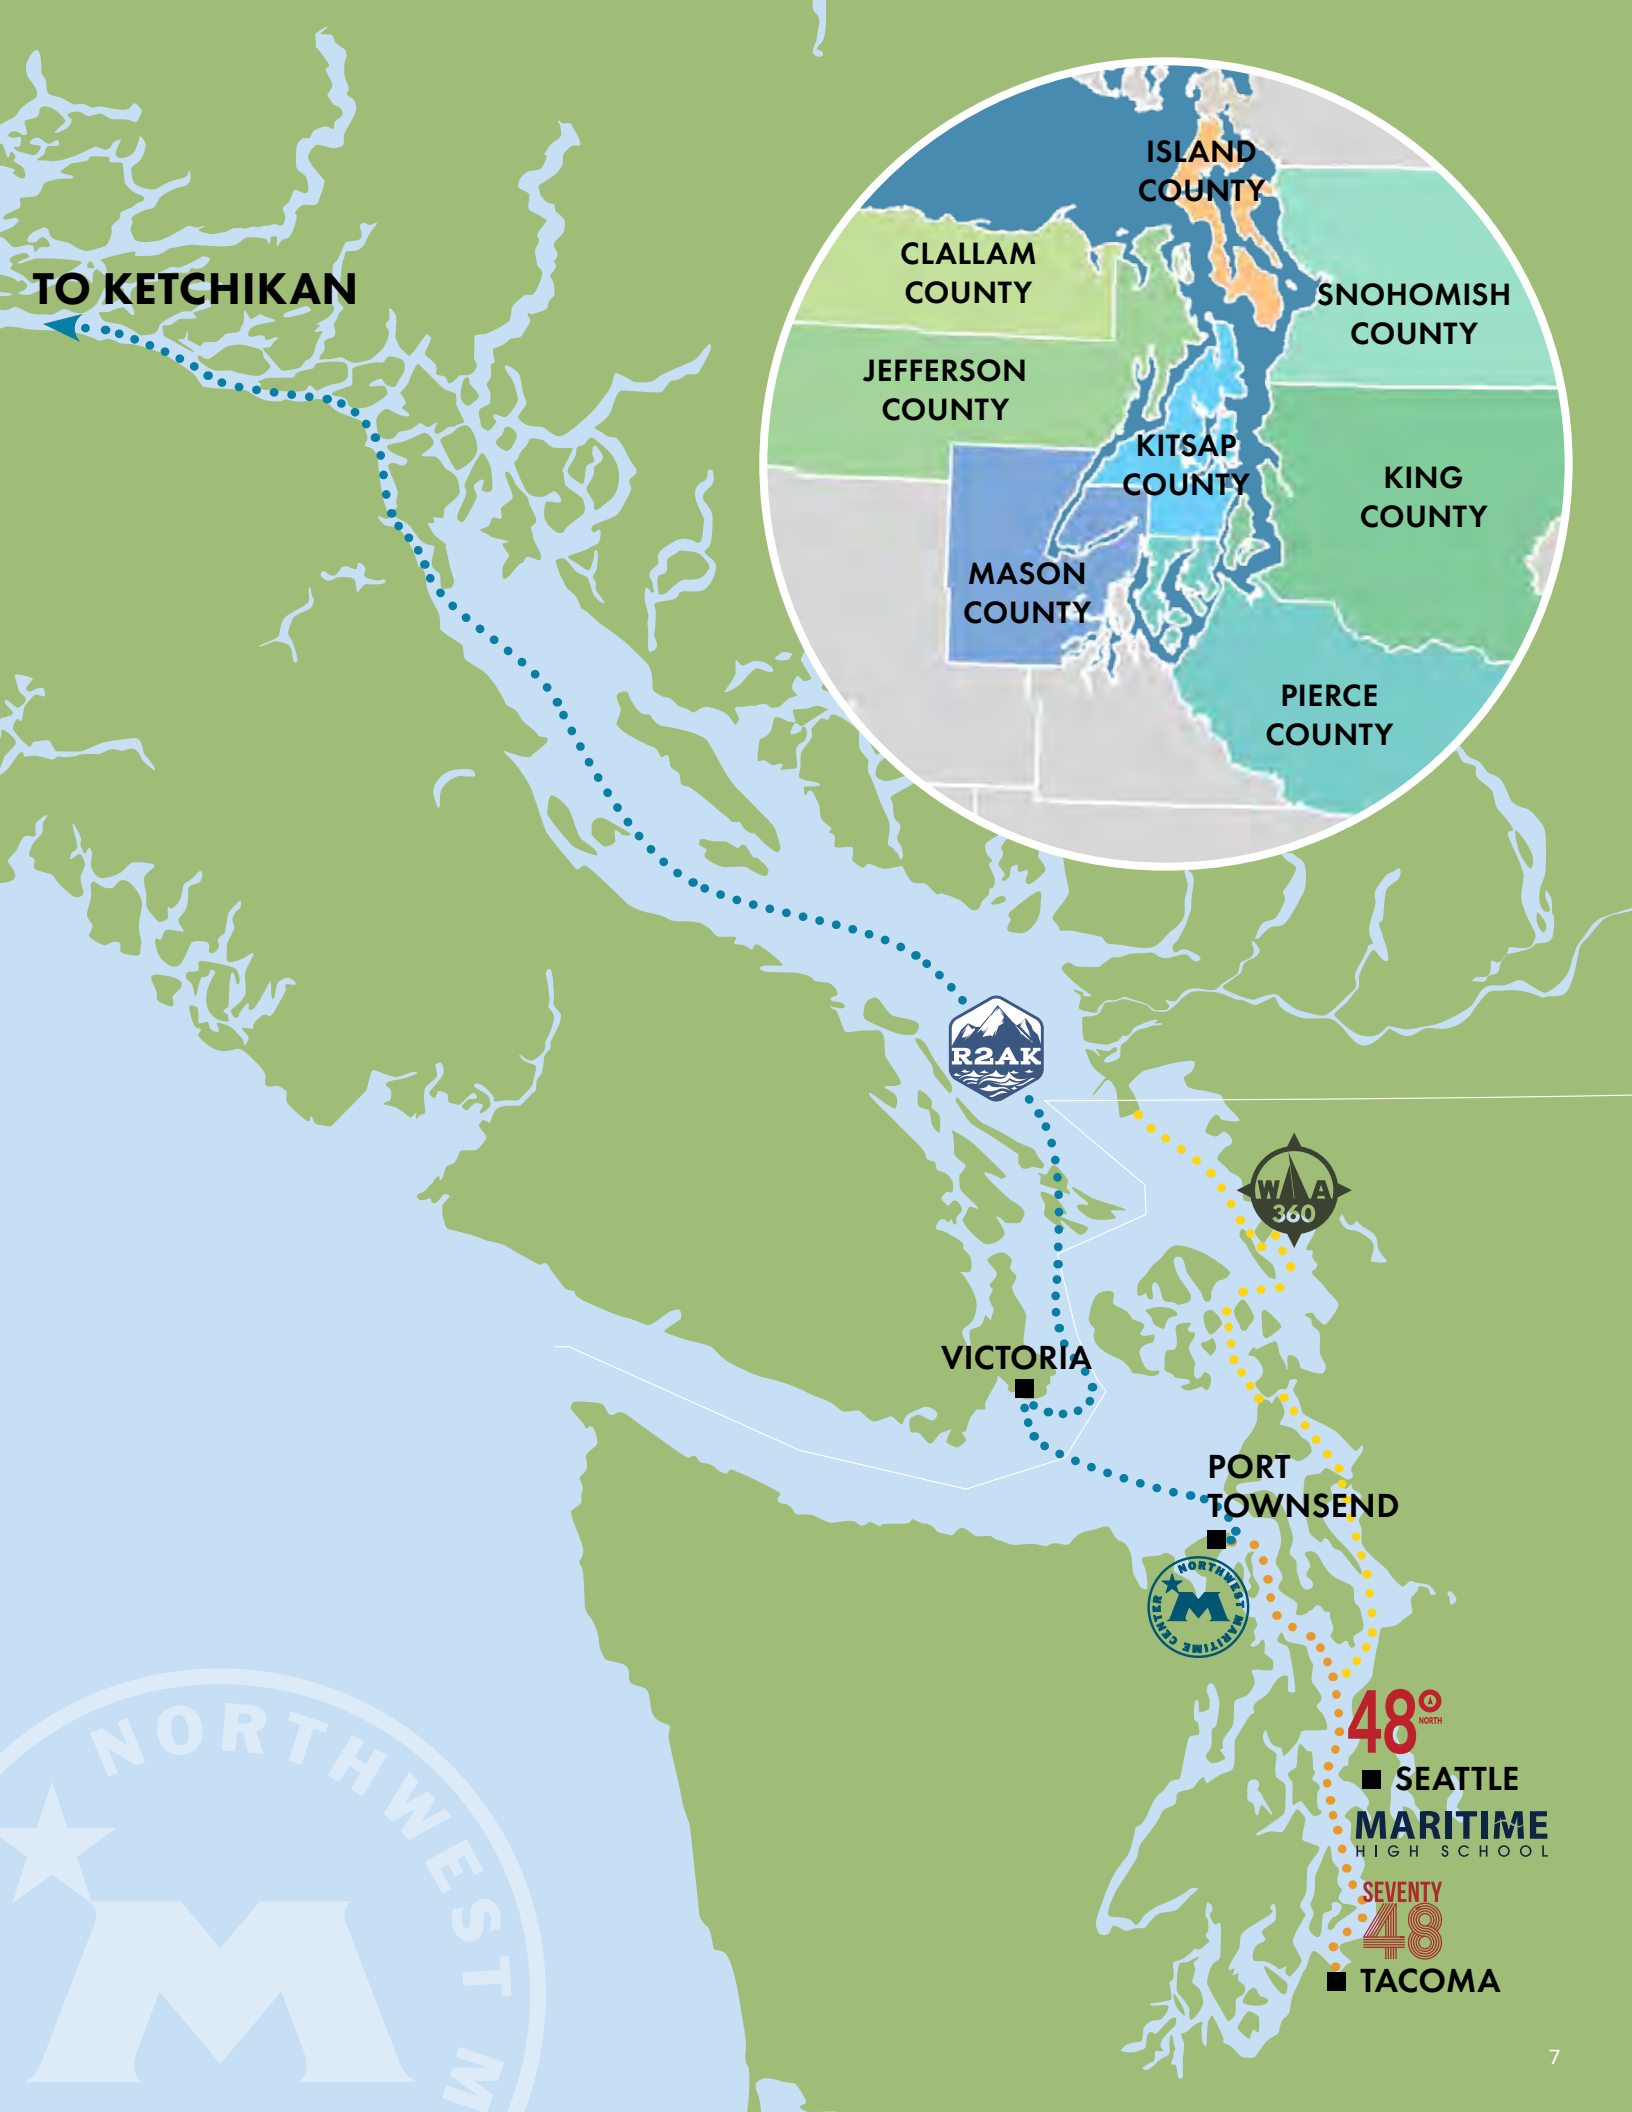 ISLAND
COUNTY
CLALLAM
COUNTY
SNOHOMISH
COUNTY
JEFFERSON
COUNTY
KITSAP
COUNTY
KING
COUNTY
MASON
COUNTY
PIERCE
COUNTY
TO KETCHIKAN
R2AK
WA
360
VICTORIA
PORT
TOWNSEND
NORTHWEST MARITIME CENTER
M
48°
NORTH
SEATTLE
MARITIME
HIGH SCHOOL
SEVENTY
48
TACOMA
NORTHWEST M
M
7